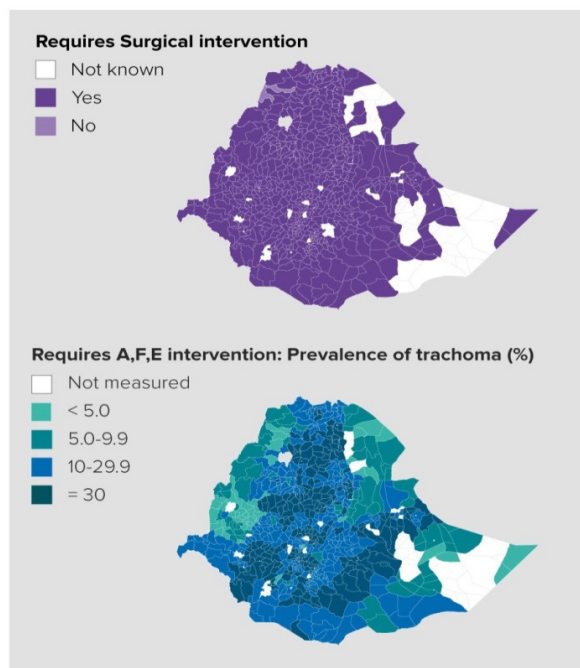 Requires Surgical intervention
Not known
Yes
No
Requires A,F,E intervention: Prevalence of trachoma (%)
Not measured
< 5.0
5.0-9.9
10-29.9
= 30